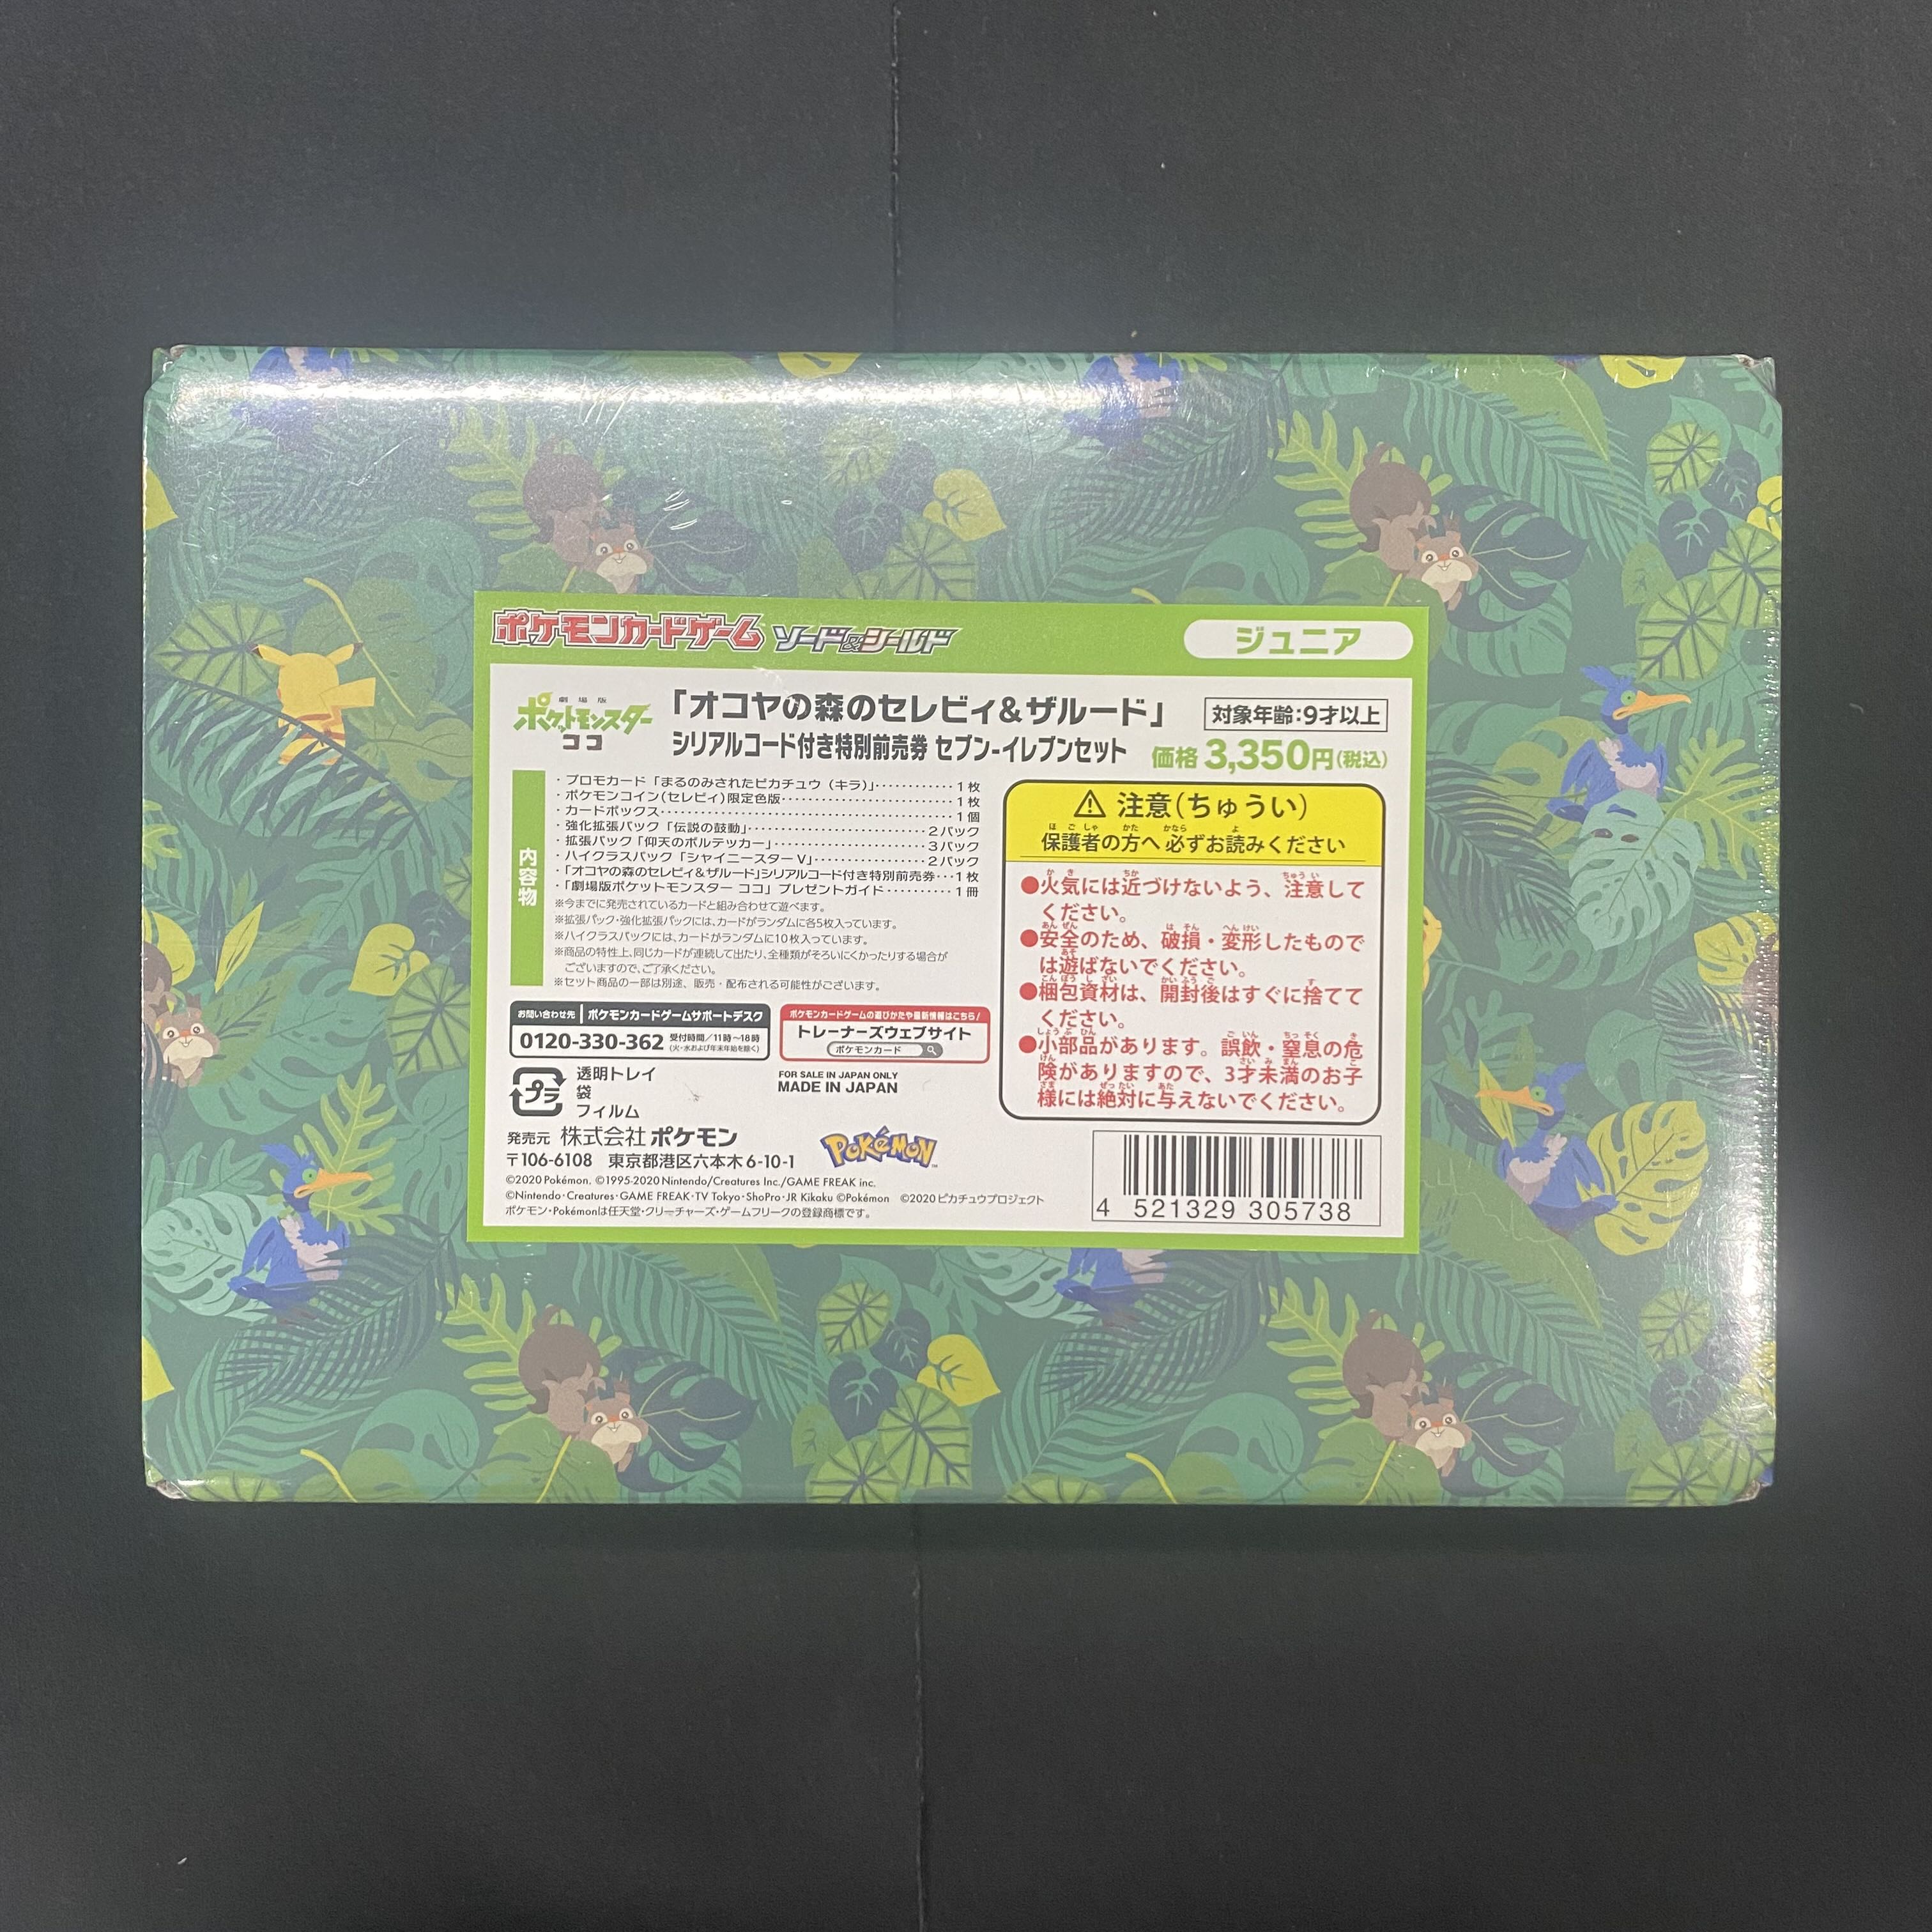 ポケモンカードゲーム ソード&シールド
ジュニア
劇場版
ポケットモンスター
ココ
「オコヤの森のセレビィ&ザルード」
シリアルコード付き特別前売券 セブン-イレブンセット
対象年齢:9才以上
価格 3,350円(税込)
内容物
・プロモカード「まるのみされたピカチュウ(キラ)」…………1枚
・ポケモンコイン(セレビィ)限定色版…………………1枚
・カードボックス…………………………………1個
・強化拡張パック「伝説の鼓動」……………………2パック
・拡張パック「仰天のボルテッカー」…………………3パック
・ハイクラスパック「シャイニースターV」……………2パック
・「オコヤの森のセレビィ&ザルード」シリアルコード付き特別前売券…1枚
・「劇場版ポケットモンスター ココ」プレゼントガイド…………1冊
※今までに発売されているカードと組み合わせて遊べます。
※拡張パック・強化拡張パックには、カードがランダムに各5枚入っています。
※ハイクラスパックには、カードがランダムに10枚入っています。
※商品の特性上、同じカードが連続して出たり、全種類がそろいにくかったりする場合が
ございますので、ご了承ください。
※セット商品の一部は別途、販売・配布される可能性がございます。
注意(ちゅうい)
保護者の方へ 必ずお読みください
●火気には近づけないよう、注意して
ください。
●安全のため、破損・変形したもので
は遊ばないでください。
●梱包資材は、開封後はすぐに捨てて
ください。
●小部品があります。誤飲・窒息の危
険がありますので、3才未満のお子
様には絶対に与えないでください。
お問い合わせ先 ポケモンカードゲームサポートデスク
0120-330-362 受付時間/11時〜18時
(火・水および年末年始を除く)
ポケモンカードゲームの遊びかたや最新情報はこちら!
トレーナーズウェブサイト
ポケモンカード
プラ
透明トレイ
袋
フィルム
FOR SALE IN JAPAN ONLY
MADE IN JAPAN
発売元 株式会社ポケモン
〒106-6108 東京都港区六本木6-10-1
POKéMON
©2020 Pokémon. ©1995-2020 Nintendo/Creatures Inc./GAME FREAK inc.
©Nintendo・Creatures・GAME FREAK・TV Tokyo・ShoPro・JR Kikaku ©Pokémon ©2020 ピカチュウプロジェクト
ポケモン・Pokémonは任天堂・クリーチャーズ・ゲームフリークの登録商標です。
4 521329 305738